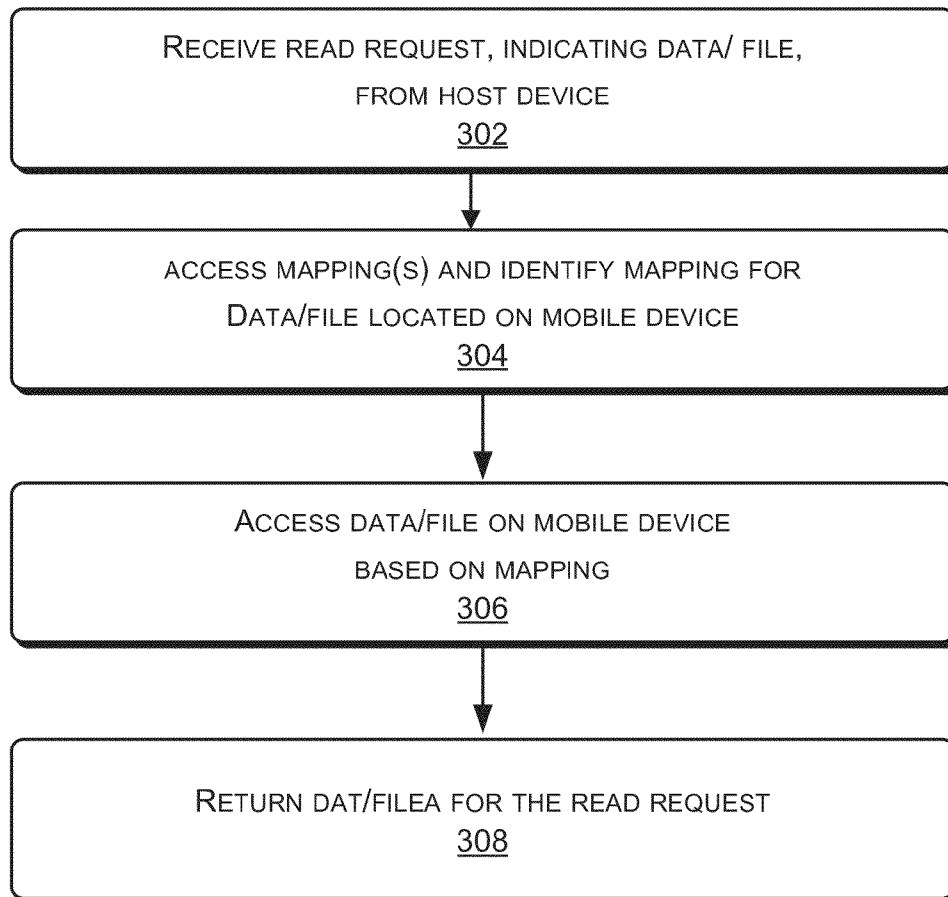 RECEIVE READ REQUEST, INDICATING DATA/ FILE,
FROM HOST DEVICE
302
ACCESS MAPPING(S) AND IDENTIFY MAPPING FOR
DATA/FILE LOCATED ON MOBILE DEVICE
304
ACCESS DATA/FILE ON MOBILE DEVICE
BASED ON MAPPING
306
RETURN DAT/FILEA FOR THE READ REQUEST
308